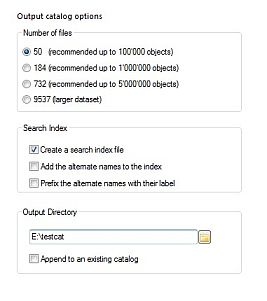 Output catalog options
Number of files
50 (recommended up to 100'000 objects)
184 (recommended up to 1'000'000 objects)
732 (recommended up to 5'000'000 objects)
9537 (larger dataset)
Search Index
Create a search index file
Add the alternate names to the index
Prefix the alternate names with their label
Output Directory
E:\testcat
Append to an existing catalog